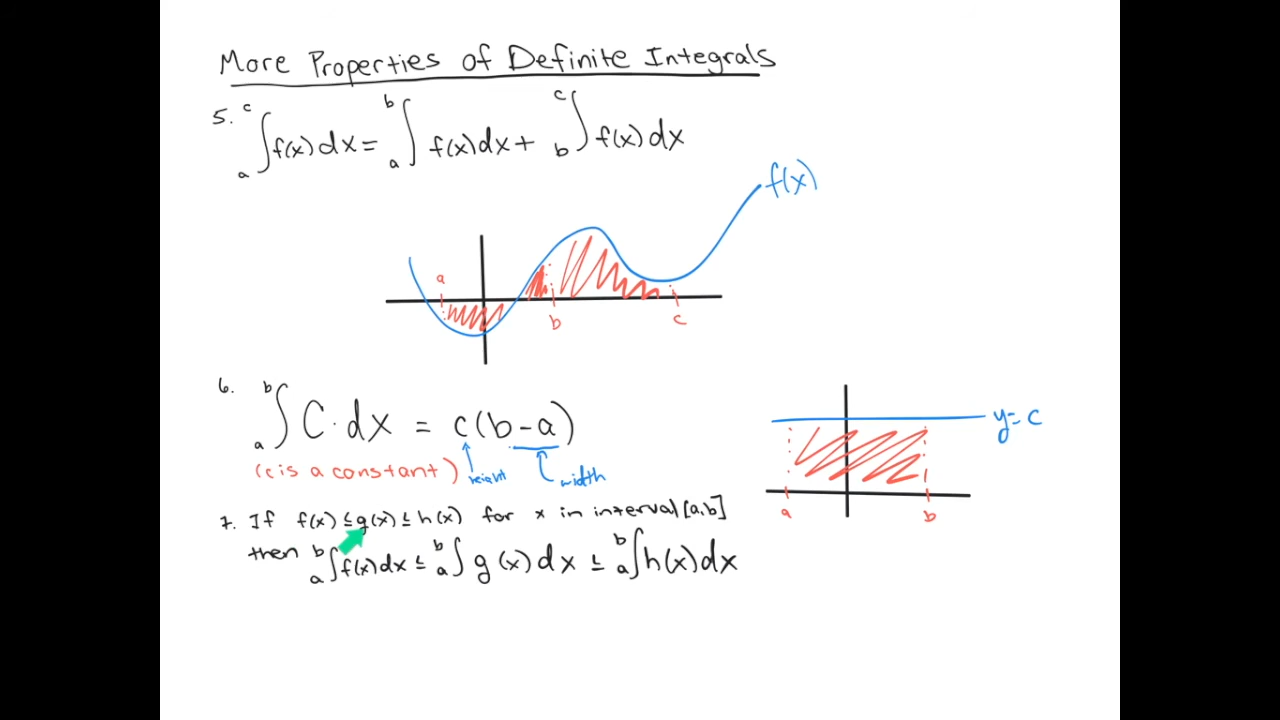 More Properties of Definite Integrals
5. ₐ∫ᶜ f(x)dx = ₐ∫ᵇ f(x)dx + b∫ᶜ f(x)dx
f(x)
a
b
c
6. ₐ∫ᵇ C·dx = c(b-a)
y=c
(c is a constant) height width
a
b
7. If f(x) ≤ g(x) ≤ h(x) for x in interval [a,b]
then ₐ∫ᵇ f(x)dx ≤ ₐ∫ᵇ g(x)dx ≤ ₐ∫ᵇ h(x)dx